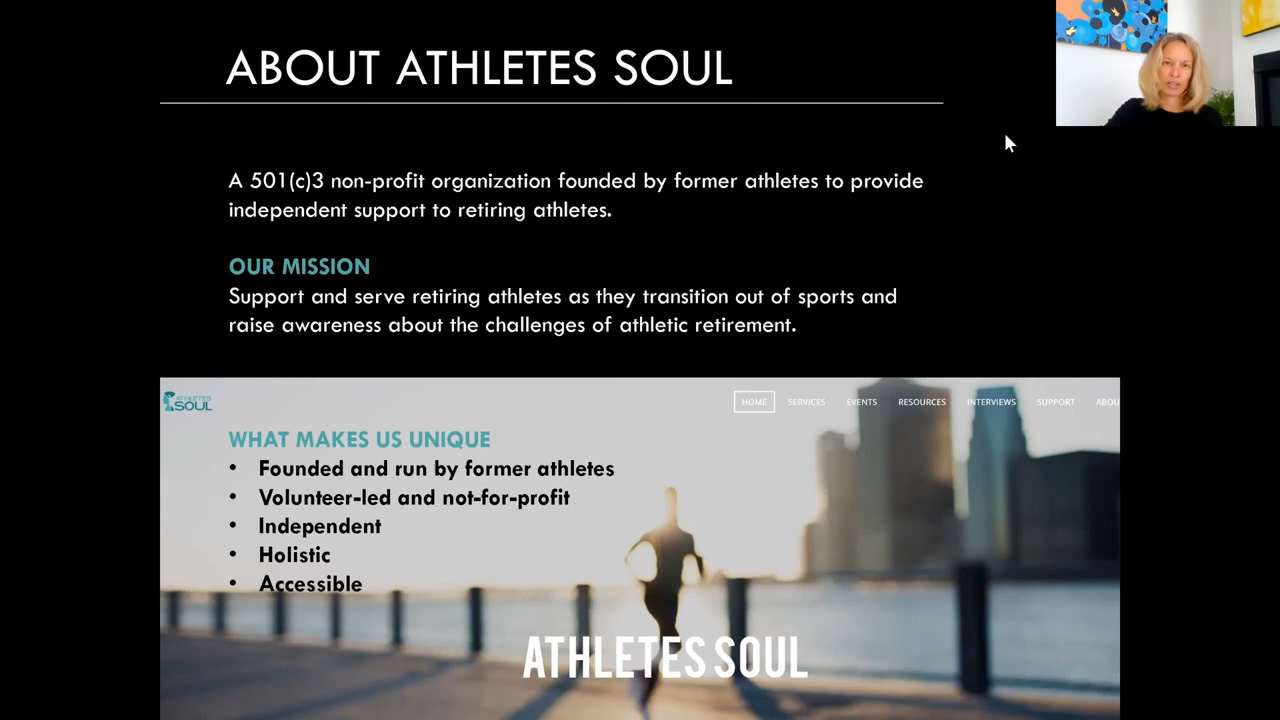 ABOUT ATHLETES SOUL
A 501(c)3 non-profit organization founded by former athletes to provide
independent support to retiring athletes.
OUR MISSION
Support and serve retiring athletes as they transition out of sports and
raise awareness about the challenges of athletic retirement.
ATHLETES
SOUL
HOME SERVICES EVENTS RESOURCES INTERVIEWS SUPPORT ABOU
WHAT MAKES US UNIQUE
• Founded and run by former athletes
• Volunteer-led and not-for-profit
• Independent
• Holistic
• Accessible
ATHLETES SOUL